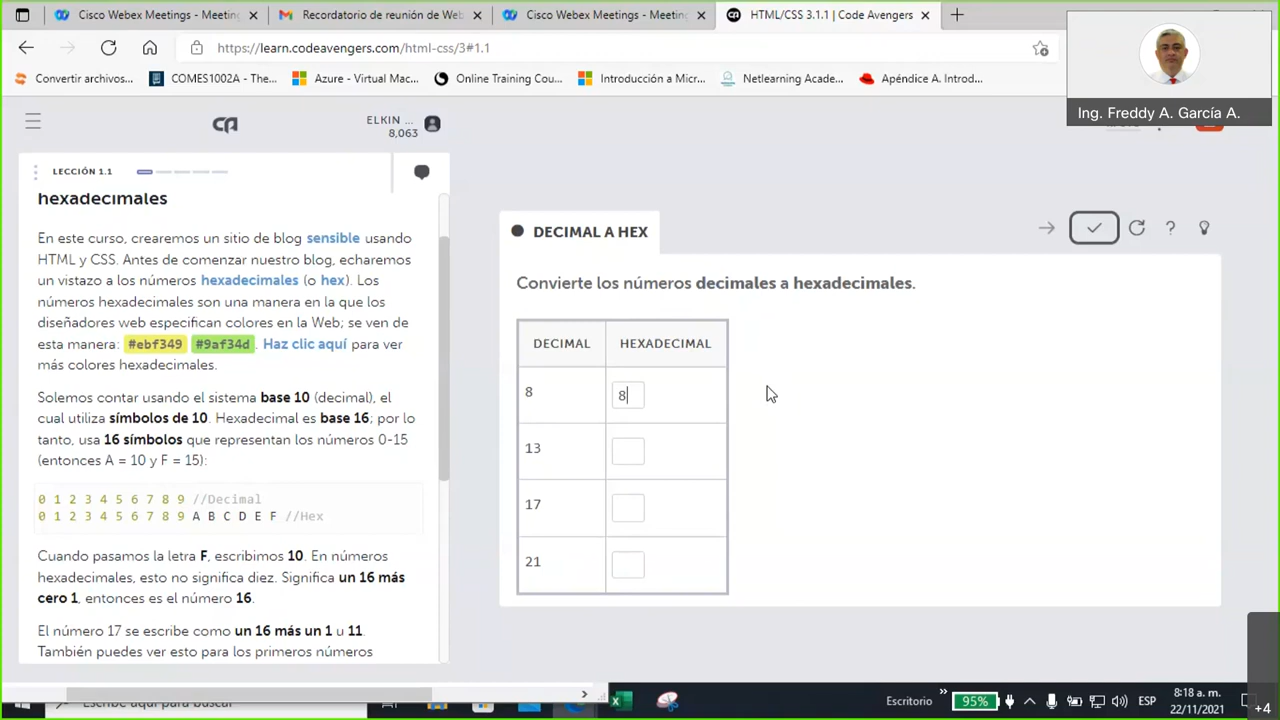 Cisco Webex Meetings - Meeting
Recordatorio de reunión de Web
Cisco Webex Meetings - Meeting
HTML/CSS 3.1.1 | Code Avengers
https://learn.codeavengers.com/html-css/3#1.1
Convertir archivos...
COMES1002A - The...
Azure - Virtual Mac...
Online Training Cou...
Introducción a Micr...
Netlearning Acade...
Apéndice A. Introd...
Ing. Freddy A. García A.
ELKIN ...
8,063
LECCIÓN 1.1
hexadecimales
En este curso, crearemos un sitio de blog sensible usando
HTML y CSS. Antes de comenzar nuestro blog, echaremos
un vistazo a los números hexadecimales (o hex). Los
números hexadecimales son una manera en la que los
diseñadores web especifican colores en la Web; se ven de
esta manera: #ebf349 #9af34d. Haz clic aquí para ver
más colores hexadecimales.
Solemos contar usando el sistema base 10 (decimal), el
cual utiliza símbolos de 10. Hexadecimal es base 16; por lo
tanto, usa 16 símbolos que representan los números 0-15
(entonces A = 10 y F = 15):
0 1 2 3 4 5 6 7 8 9 //Decimal
0 1 2 3 4 5 6 7 8 9 A B C D E F //Hex
Cuando pasamos la letra F, escribimos 10. En números
hexadecimales, esto no significa diez. Significa un 16 más
cero 1, entonces es el número 16.
El número 17 se escribe como un 16 más un 1 u 11.
También puedes ver esto para los primeros números
DECIMAL A HEX
Convierte los números decimales a hexadecimales.
DECIMAL HEXADECIMAL
8 8
13
17
21
Escribe aquí para buscar
Escritorio
95%
ESP
8:18 a. m.
22/11/2021
+4